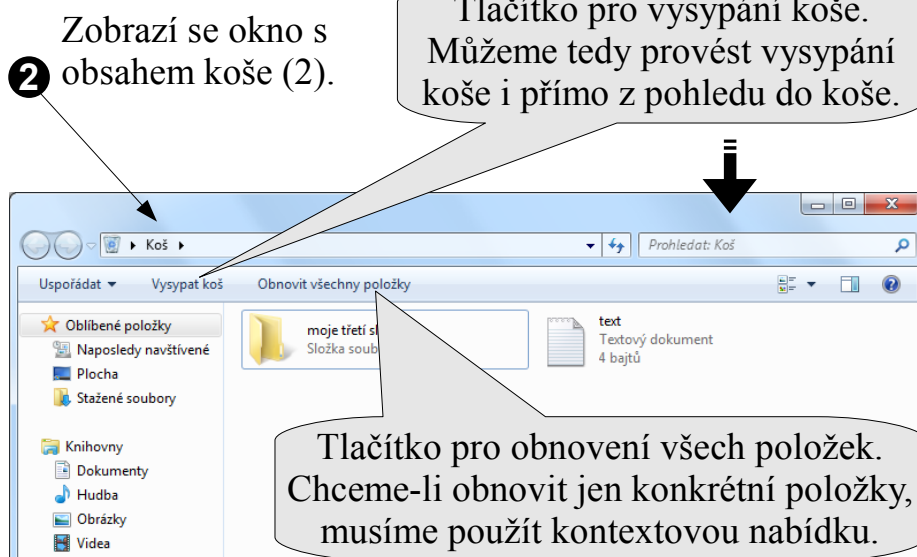 Zobrazí se okno s
obsahem koše (2).
2
Tlačítko pro vysypání koše.
Můžeme tedy provést vysypání
koše i přímo z pohledu do koše.
Koš
Prohledat: Koš
Uspořádat
Vysypat koš
Obnovit všechny položky
Oblíbené položky
Naposledy navštívené
Plocha
Stažené soubory
Knihovny
Dokumenty
Hudba
Obrázky
Videa
moje třetí
Složka
text
Textový dokument
4 bajtů
Tlačítko pro obnovení všech položek.
Chceme-li obnovit jen konkrétní položky,
musíme použít kontextovou nabídku.